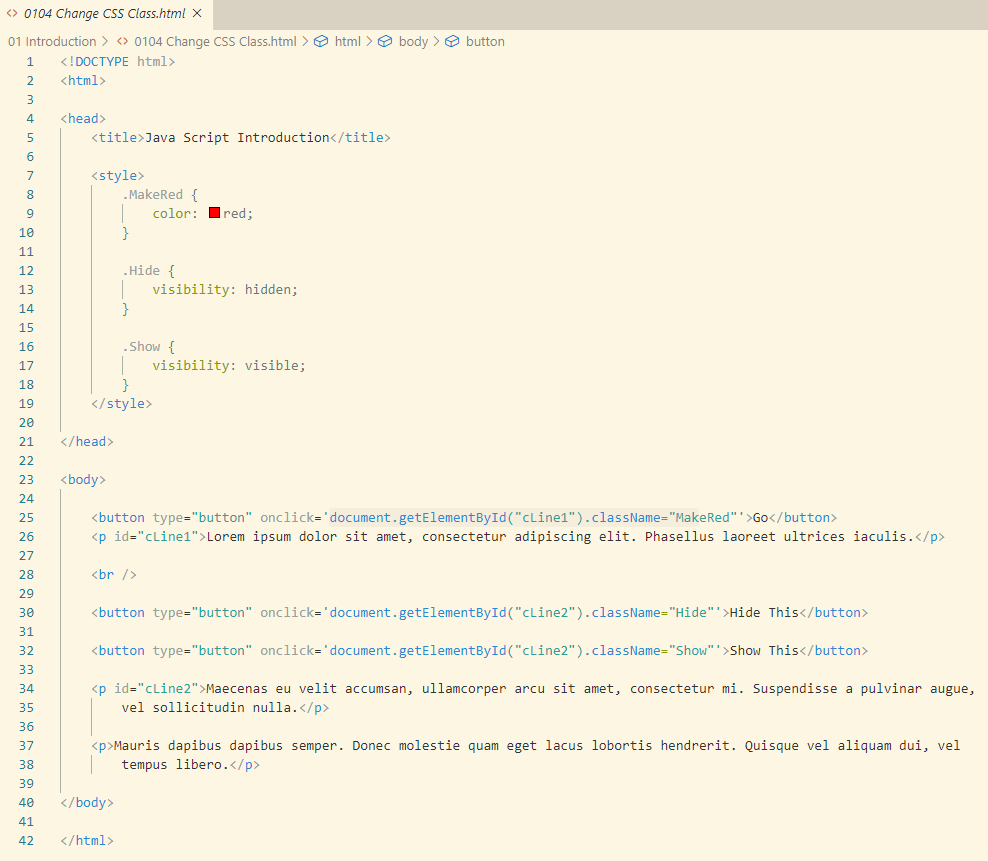 0104 Change CSS Class.html
01 Introduction > 0104 Change CSS Class.html > html > body > button
1 <!DOCTYPE html>
2 <html>
3
4 <head>
5     <title>Java Script Introduction</title>
6
7     <style>
8         .MakeRed {
9             color: red;
10         }
11
12         .Hide {
13             visibility: hidden;
14         }
15
16         .Show {
17             visibility: visible;
18         }
19     </style>
20
21 </head>
22
23 <body>
24
25     <button type="button" onclick='document.getElementById("cLine1").className="MakeRed"'>Go</button>
26     <p id="cLine1">Lorem ipsum dolor sit amet, consectetur adipiscing elit. Phasellus laoreet ultrices iaculis.</p>
27
28     <br />
29
30     <button type="button" onclick='document.getElementById("cLine2").className="Hide"'>Hide This</button>
31
32     <button type="button" onclick='document.getElementById("cLine2").className="Show"'>Show This</button>
33
34     <p id="cLine2">Maecenas eu velit accumsan, ullamcorper arcu sit amet, consectetur mi. Suspendisse a pulvinar augue,
35         vel sollicitudin nulla.</p>
36
37     <p>Mauris dapibus dapibus semper. Donec molestie quam eget lacus lobortis hendrerit. Quisque vel aliquam dui, vel
38         tempus libero.</p>
39
40 </body>
41
42 </html>